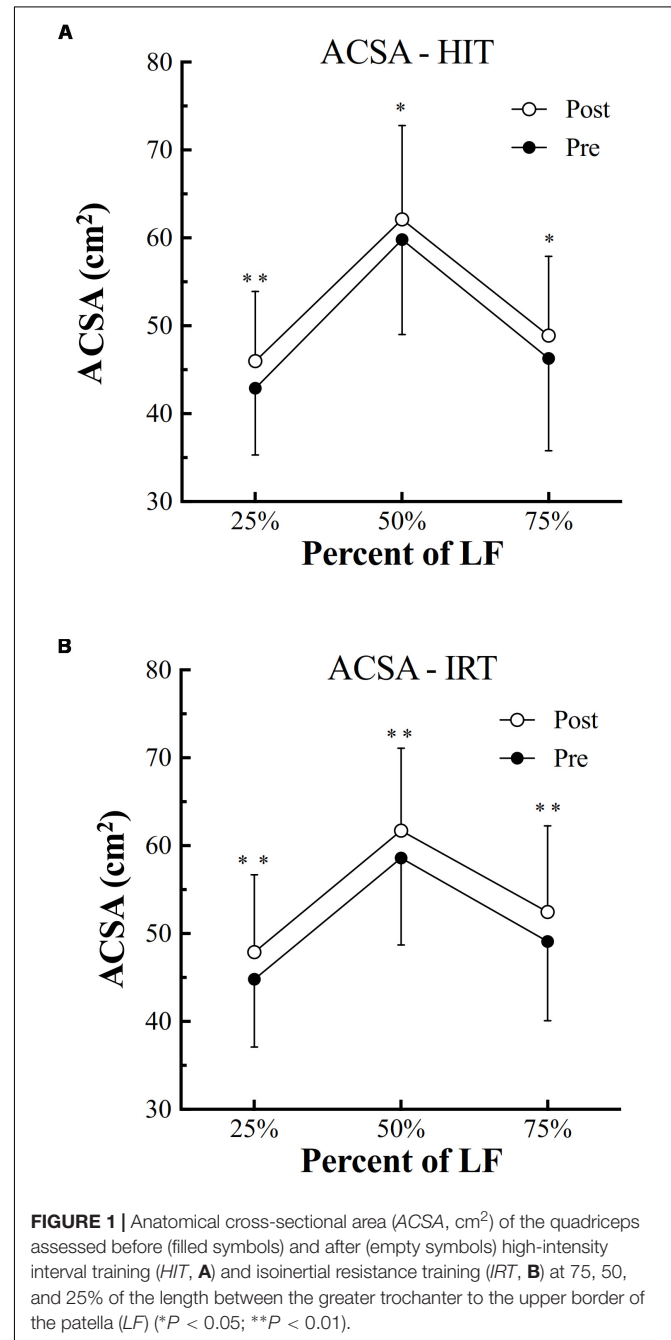 A
ACSA - HIT
Post
Pre
80
70
60
50
40
30
ACSA (cm²)
* *
*
*
25% 50% 75%
Percent of LF
B
ACSA - IRT
Post
Pre
80
70
60
50
40
30
ACSA (cm²)
* *
* *
* *
25% 50% 75%
Percent of LF
FIGURE 1 | Anatomical cross-sectional area (ACSA, cm²) of the quadriceps
assessed before (filled symbols) and after (empty symbols) high-intensity
interval training (HIT, A) and isoinertial resistance training (IRT, B) at 75, 50,
and 25% of the length between the greater trochanter to the upper border of
the patella (LF) (*P < 0.05; **P < 0.01).